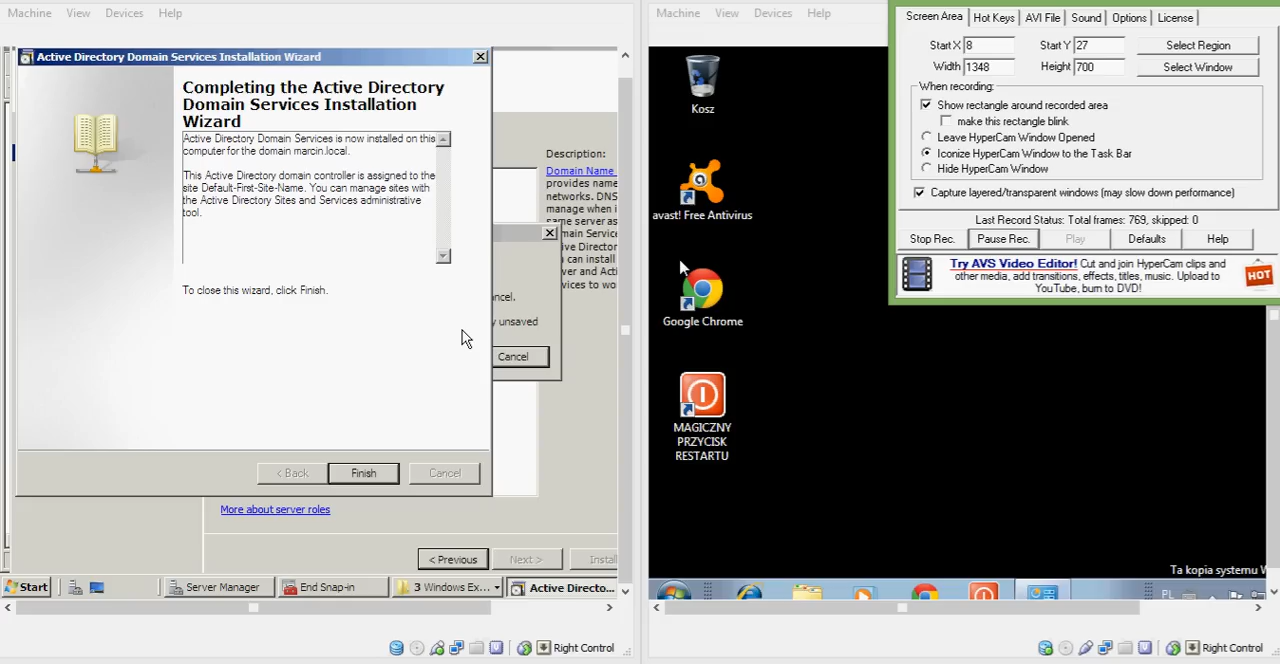 Machine View Devices Help
Active Directory Domain Services Installation Wizard
Completing the Active Directory
Domain Services Installation
Wizard
Active Directory Domain Services is now installed on this
computer for the domain marcin.local.
This Active Directory domain controller is assigned to the
site Default-First-Site-Name. You can manage sites with
the Active Directory Sites and Services administrative
tool.
To close this wizard, click Finish.
< Back Finish Cancel
Description:
Domain Name
provides name
networks. DNS
manage when i
same server as
Domain Service
ive Directory
can install
ver and Activ
vices to wo
ncel.
y unsaved
Cancel
More about server roles
< Previous Next > Install
Start Server Manager End Snap-in 3 Windows Ex... Active Directo...
Right Control
Machine View Devices Help
Kosz
avast! Free Antivirus
Google Chrome
MAGICZNY
PRZYCISK
RESTARTU
Ta kopia systemu W
PL
Right Control
Screen Area Hot Keys AVI File Sound Options License
Start X 8 Start Y 27 Select Region
Width 1348 Height 700 Select Window
When recording:
Show rectangle around recorded area
make this rectangle blink
Leave HyperCam Window Opened
Iconize HyperCam Window to the Task Bar
Hide HyperCam Window
Capture layered/transparent windows (may slow down performance)
Last Record Status: Total frames: 769, skipped: 0
Stop Rec. Pause Rec. Play Defaults Help
Try AVS Video Editor! Cut and join HyperCam clips and
other media, add transitions, effects, titles, music. Upload to
YouTube, burn to DVD!
HOT